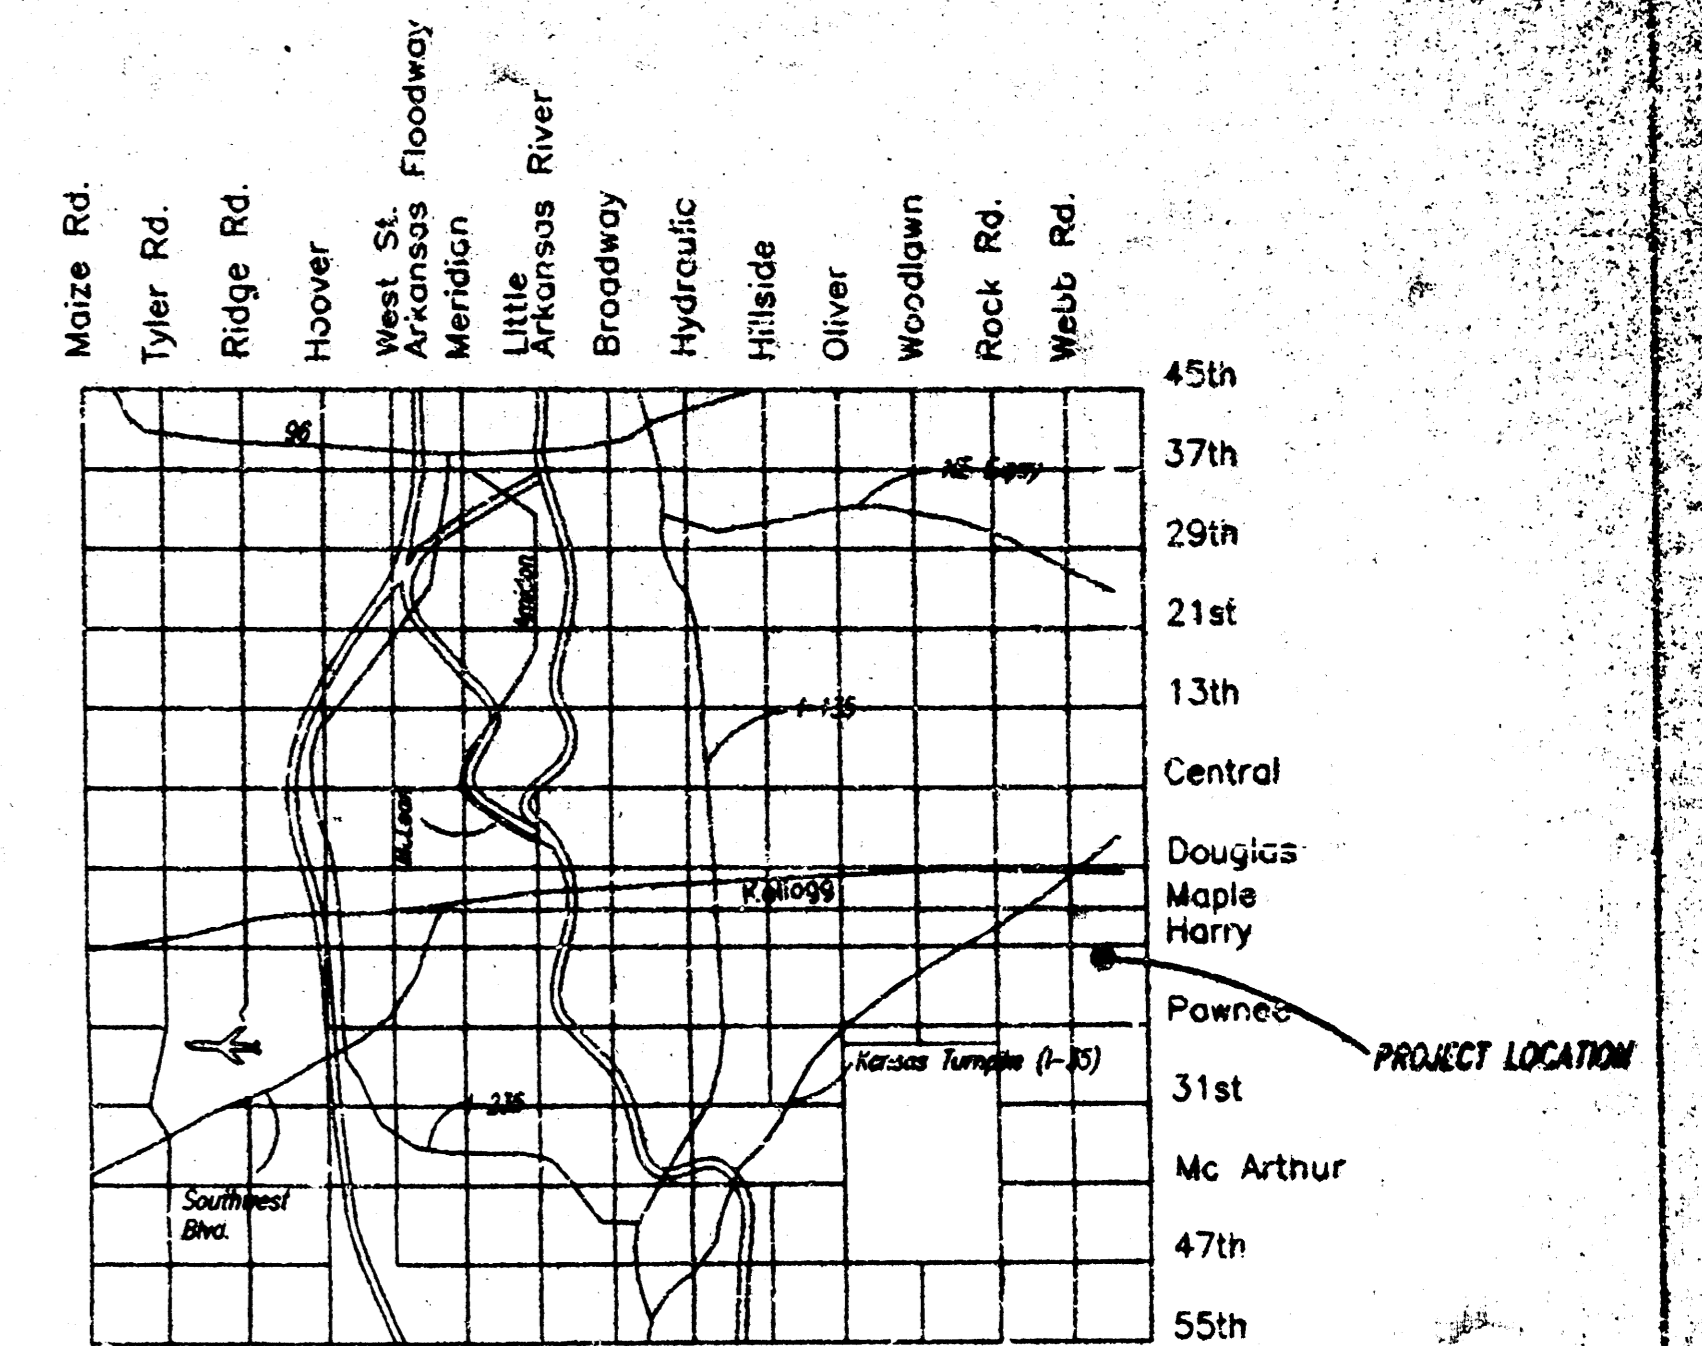 Maize Rd.
Tyler Rd.
Ridge Rd.
Hoover
West St.
Arkansas Floodway
Meridian
Little
Arkansas River
Broadway
Hydraulic
Hillside
Oliver
Woodlawn
Rock Rd.
Webb Rd.
45th
96
37th
29th
Amidon
21st
13th
I-135
Central
McLean
Douglas
Kellogg
Maple
Harry
Pawnee
PROJECT LOCATION
Kansas Turnpike (I-35)
31st
I-235
Mc Arthur
Southwest
Blvd.
47th
55th